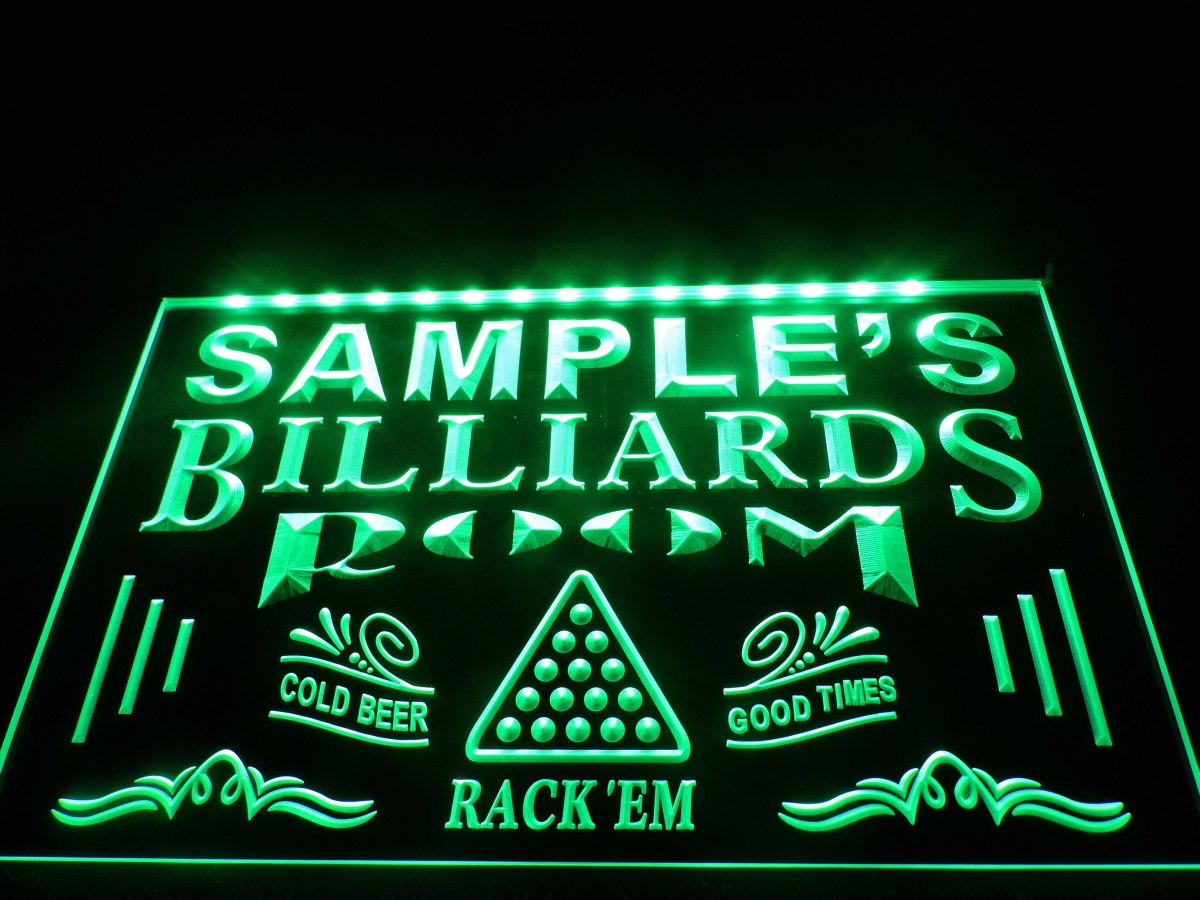 SAMPLE'S
BILLIARDS
ROOM
COLD BEER
GOOD TIMES
RACK 'EM